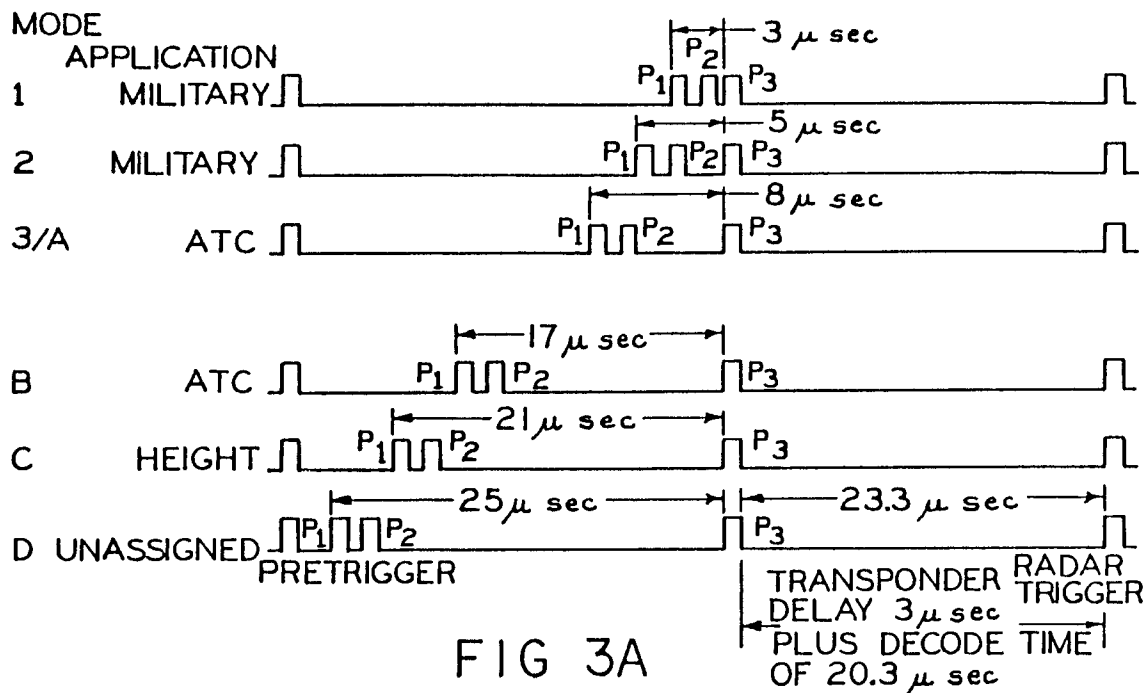 MODE
APPLICATION
3 μ sec
1 MILITARY P1 P2 P3
5 μ sec
2 MILITARY P1 P2 P3
8 μ sec
3/A ATC P1 P2 P3
17 μ sec
B ATC P1 P2 P3
21 μ sec
C HEIGHT P1 P2 P3
25 μ sec 23.3 μ sec
D UNASSIGNED P1 P2 P3
PRETRIGGER
RADAR
TRIGGER
TRANSPONDER
DELAY 3 μ sec
PLUS DECODE TIME
OF 20.3 μ sec
FIG 3A